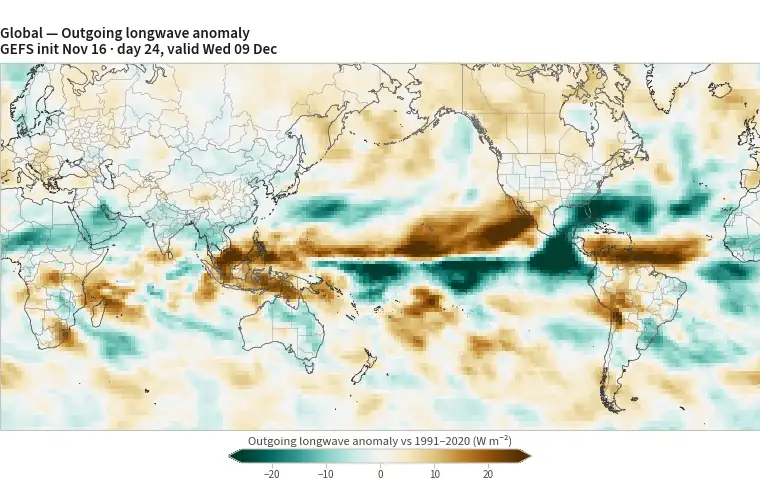 Global — Outgoing longwave anomaly
GEFS init Nov 16 · day 24, valid Wed 09 Dec
Outgoing longwave anomaly vs 1991–2020 (W m⁻²)
−20 −10 0 10 20